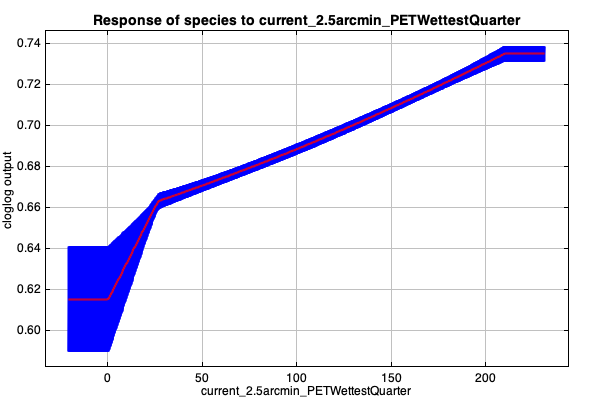 Response of species to current_2.5arcmin_PETWettestQuarter
0.74
0.72
0.70
0.68
0.66
0.64
0.62
0.60
cloglog output
0 50 100 150 200
current_2.5arcmin_PETWettestQuarter